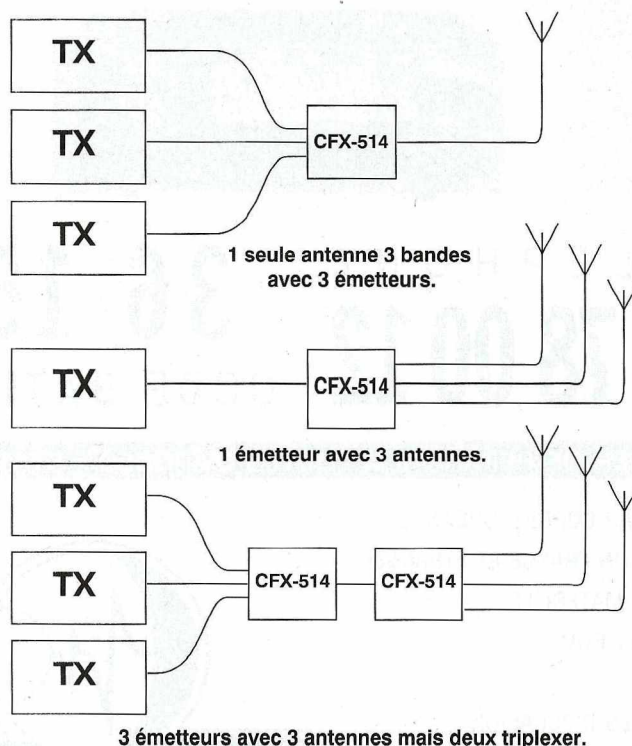 TX
TX
CFX-514
TX
1 seule antenne 3 bandes
avec 3 émetteurs.
TX
CFX-514
1 émetteur avec 3 antennes.
TX
TX
CFX-514
CFX-514
TX
3 émetteurs avec 3 antennes mais deux triplexer.